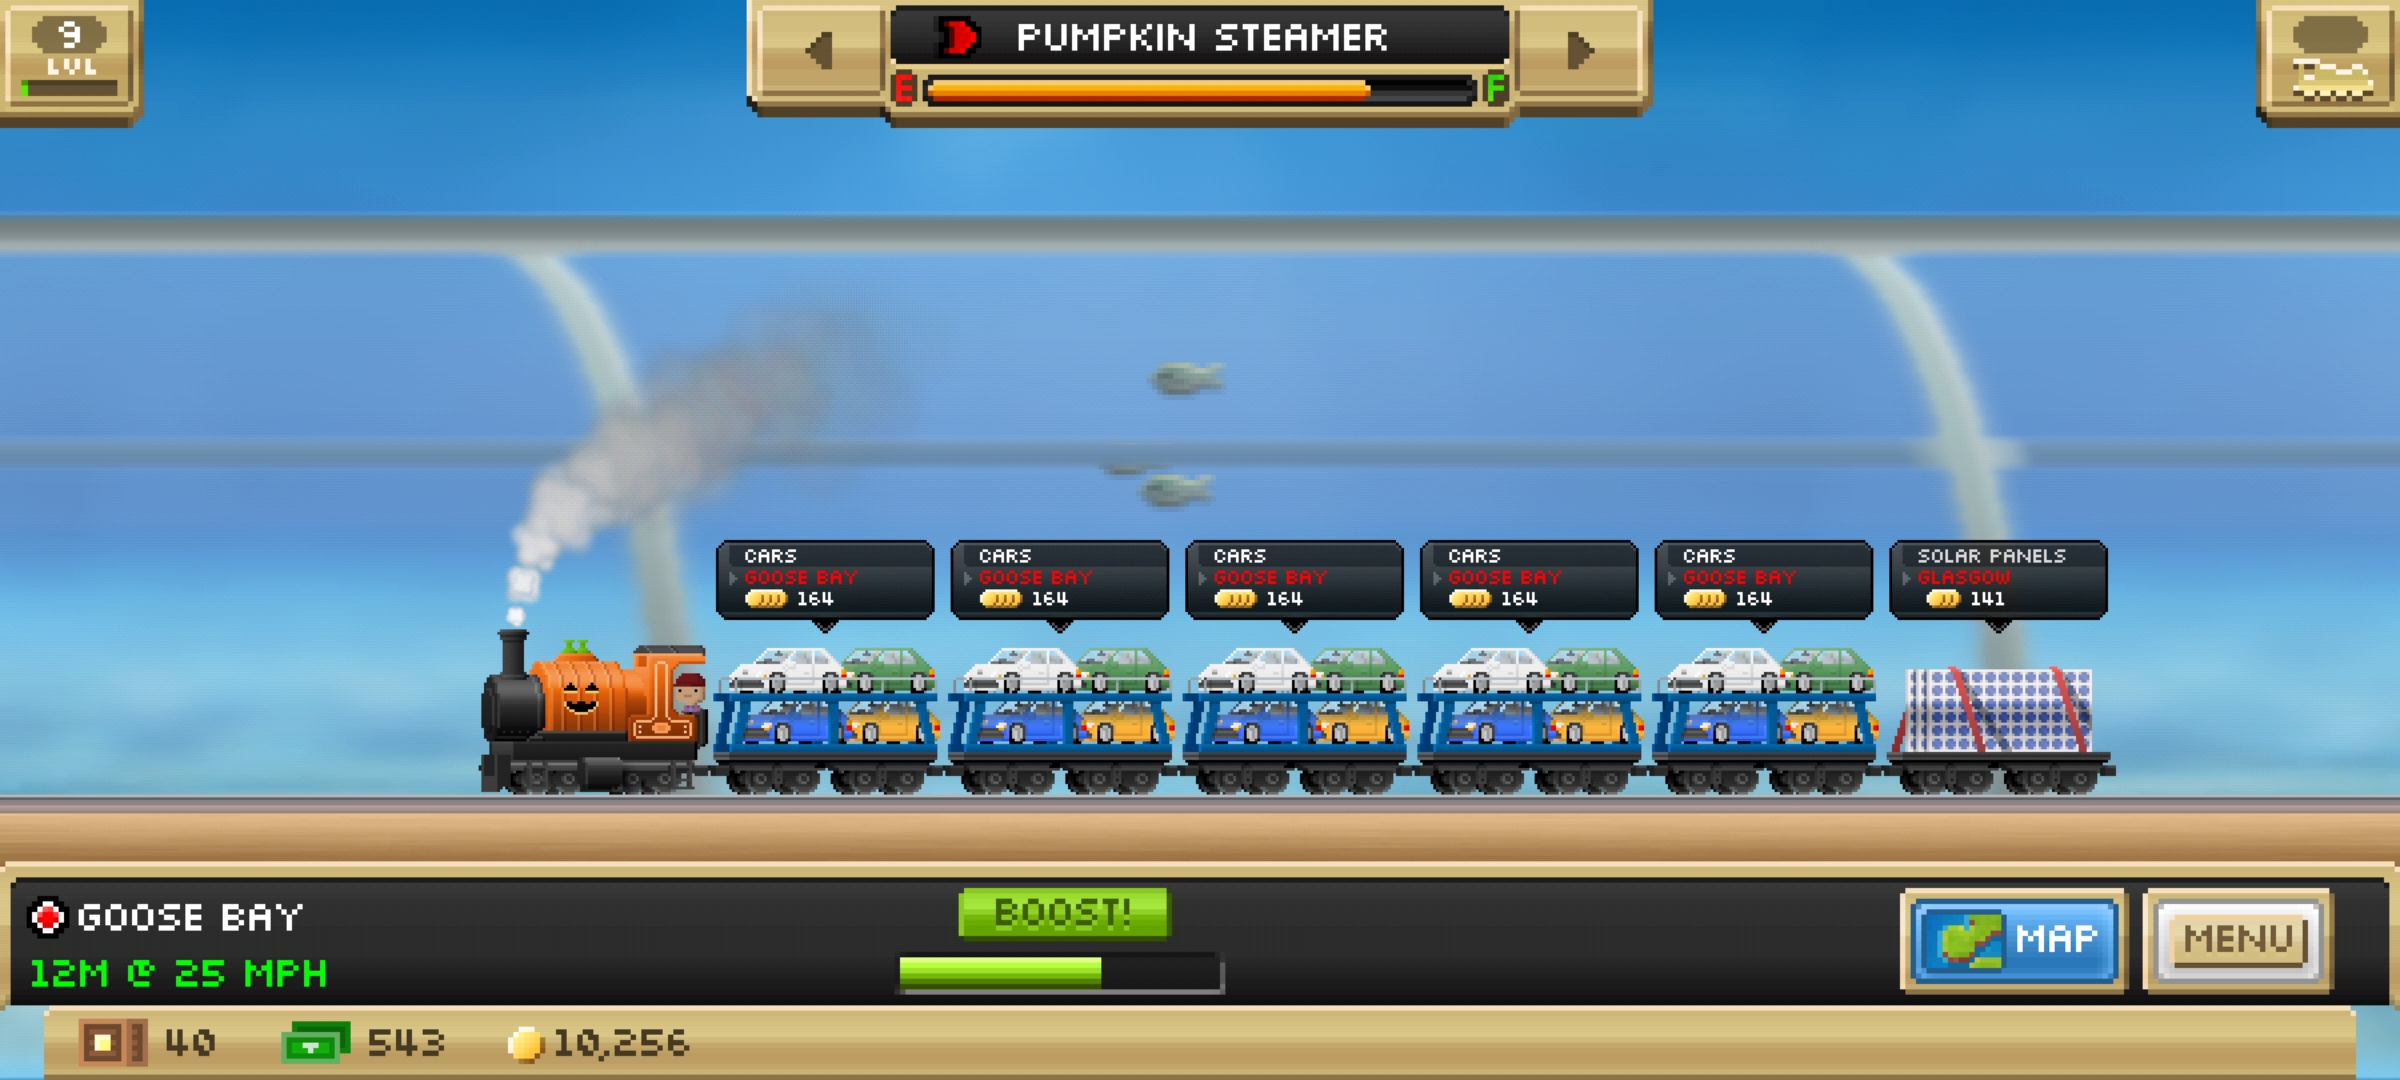 9
LVL
PUMPKIN STEAMER
E F
CARS
GOOSE BAY
164
CARS
GOOSE BAY
164
CARS
GOOSE BAY
164
CARS
GOOSE BAY
164
CARS
GOOSE BAY
164
SOLAR PANELS
GLASGOW
141
GOOSE BAY
12M @ 25 MPH
BOOST!
MAP
MENU
40
543
10,256